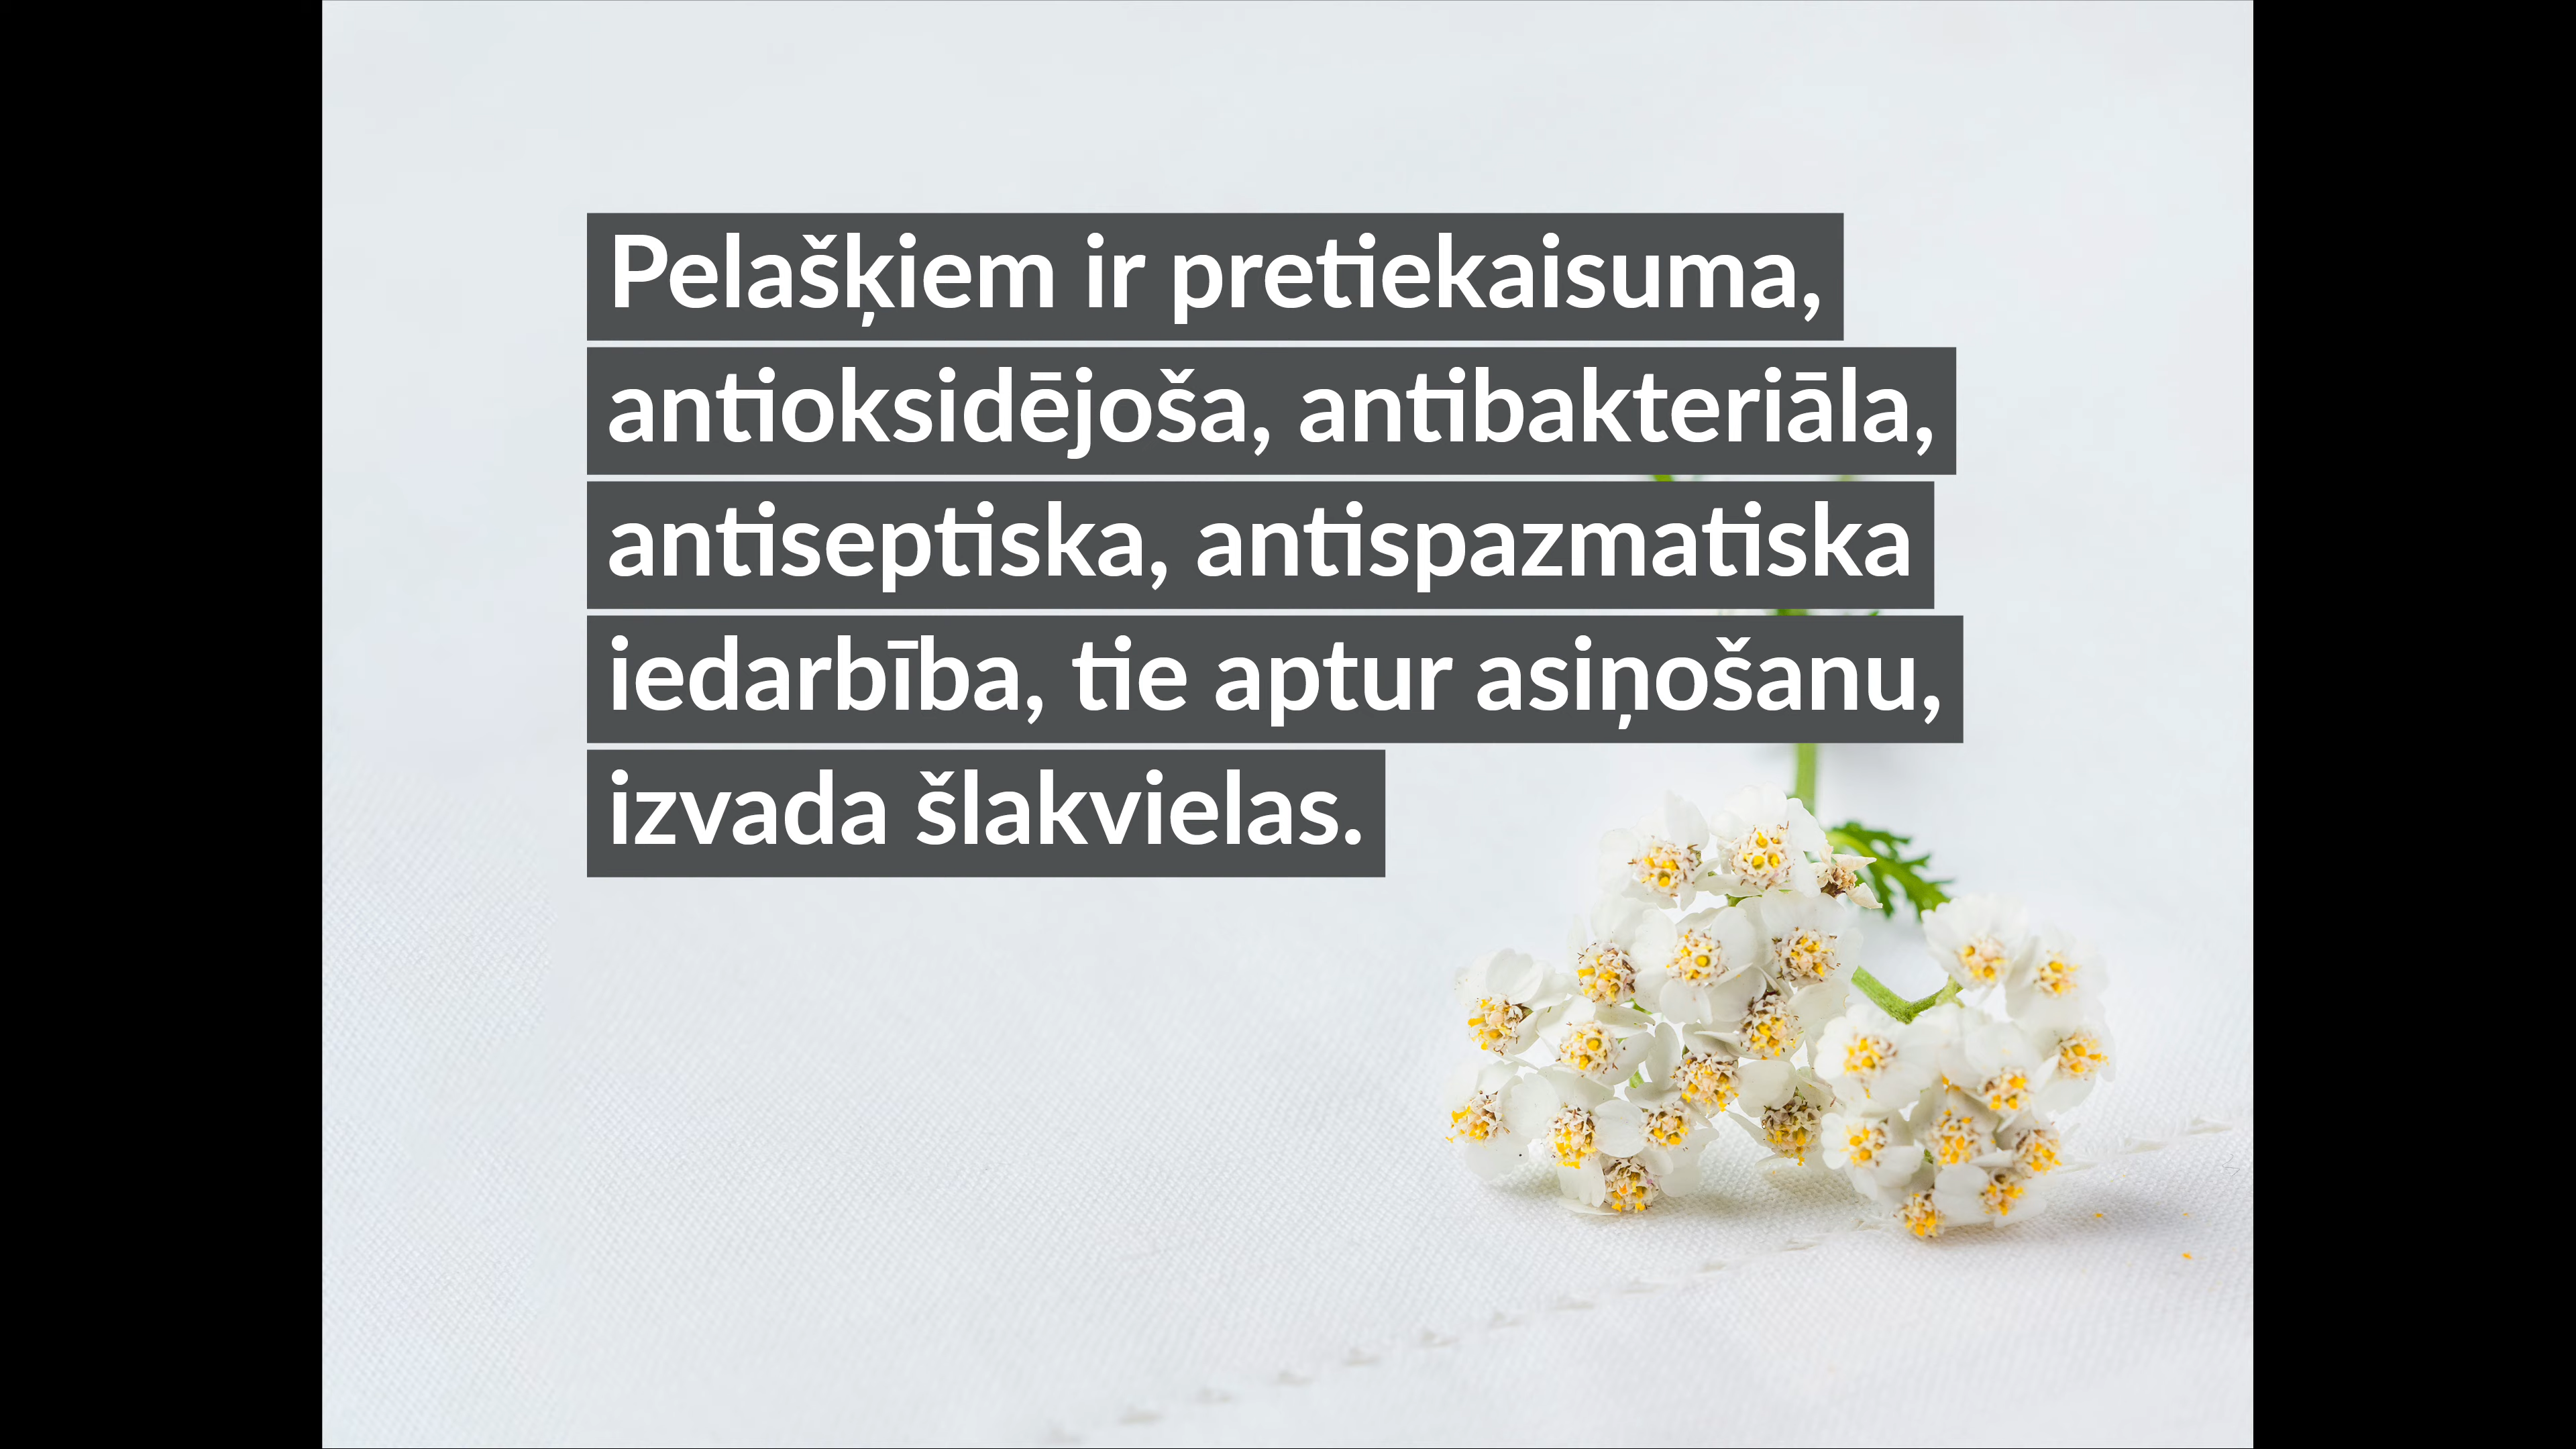 Pelašķiem ir pretiekaisuma,
antioksidējoša, antibakteriāla,
antiseptiska, antispazmatiska
iedarbība, tie aptur asiņošanu,
izvada šlakvielas.